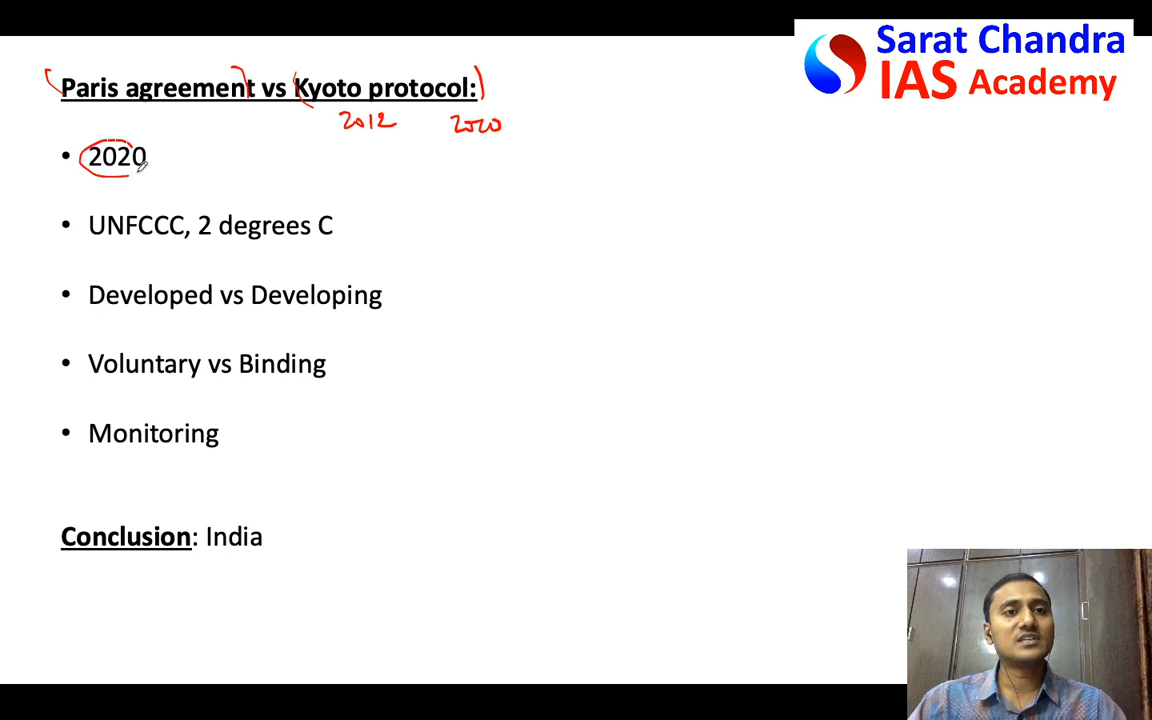 Sarat Chandra
IAS Academy
Paris agreement vs Kyoto protocol:
2012 2020
• 2020
• UNFCCC, 2 degrees C
• Developed vs Developing
• Voluntary vs Binding
• Monitoring
Conclusion: India